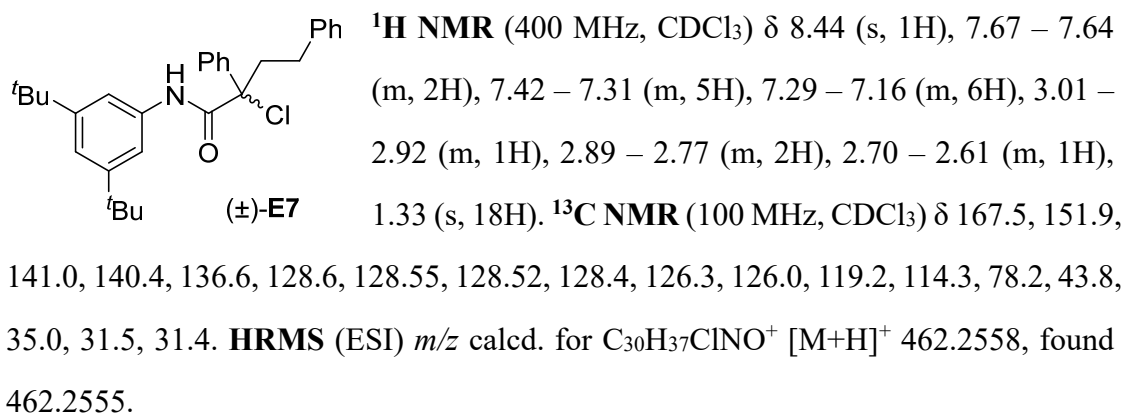 Ph
Ph
H
N
tBu
Cl
O
tBu
(±)-E7
¹H NMR (400 MHz, CDCl₃) δ 8.44 (s, 1H), 7.67 – 7.64
(m, 2H), 7.42 – 7.31 (m, 5H), 7.29 – 7.16 (m, 6H), 3.01 –
2.92 (m, 1H), 2.89 – 2.77 (m, 2H), 2.70 – 2.61 (m, 1H),
1.33 (s, 18H). ¹³C NMR (100 MHz, CDCl₃) δ 167.5, 151.9,
141.0, 140.4, 136.6, 128.6, 128.55, 128.52, 128.4, 126.3, 126.0, 119.2, 114.3, 78.2, 43.8,
35.0, 31.5, 31.4. HRMS (ESI) m/z calcd. for C₃₀H₃₇ClNO⁺ [M+H]⁺ 462.2558, found
462.2555.